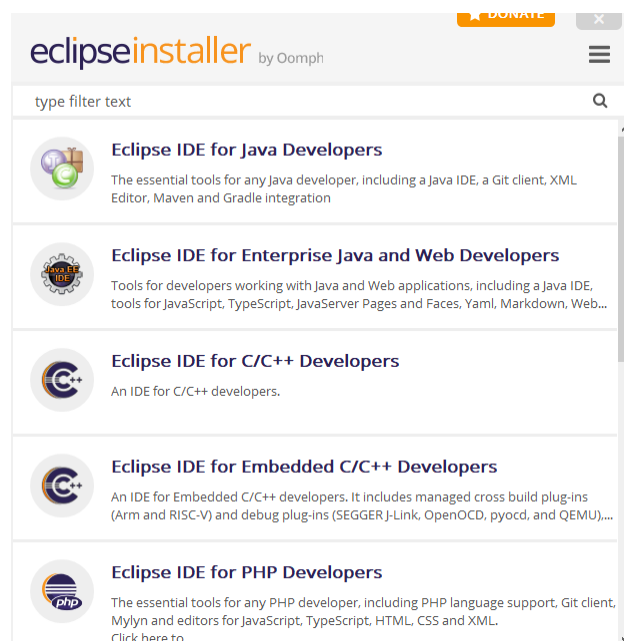 DONATE
eclipseinstaller by Oomph
type filter text
Eclipse IDE for Java Developers
The essential tools for any Java developer, including a Java IDE, a Git client, XML
Editor, Maven and Gradle integration
Java EE
IDE
Eclipse IDE for Enterprise Java and Web Developers
Tools for developers working with Java and Web applications, including a Java IDE,
tools for JavaScript, TypeScript, JavaServer Pages and Faces, Yaml, Markdown, Web...
Eclipse IDE for C/C++ Developers
An IDE for C/C++ developers.
C++
Eclipse IDE for Embedded C/C++ Developers
An IDE for Embedded C/C++ developers. It includes managed cross build plug-ins
(Arm and RISC-V) and debug plug-ins (SEGGER J-Link, OpenOCD, pyocd, and QEMU),...
C++
Eclipse IDE for PHP Developers
The essential tools for any PHP developer, including PHP language support, Git client,
Mylyn and editors for JavaScript, TypeScript, HTML, CSS and XML.
Click here to
php